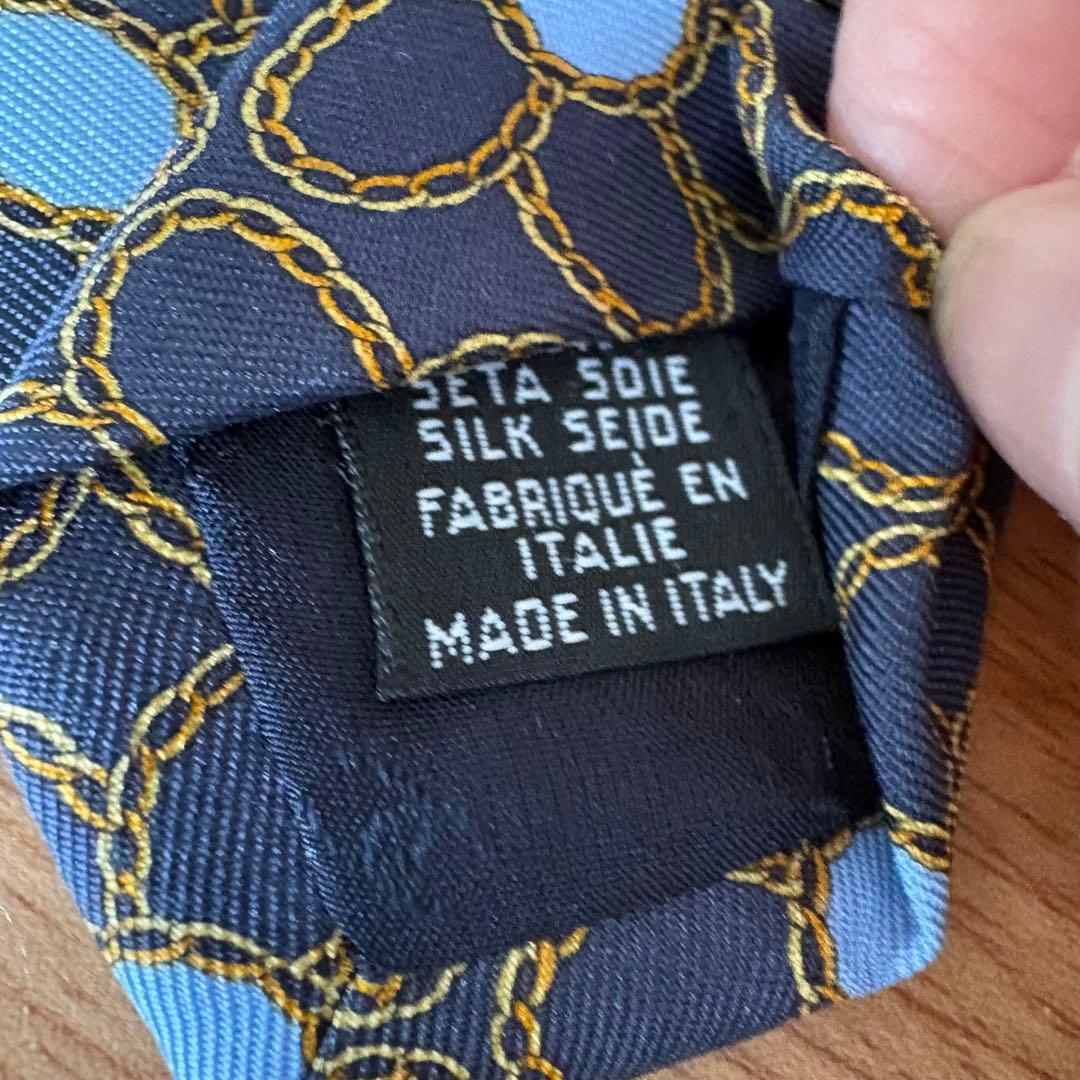 SETA SOIE
SILK SEIDE
FABRIQUÈ EN
ITALIE
MADE IN ITALY